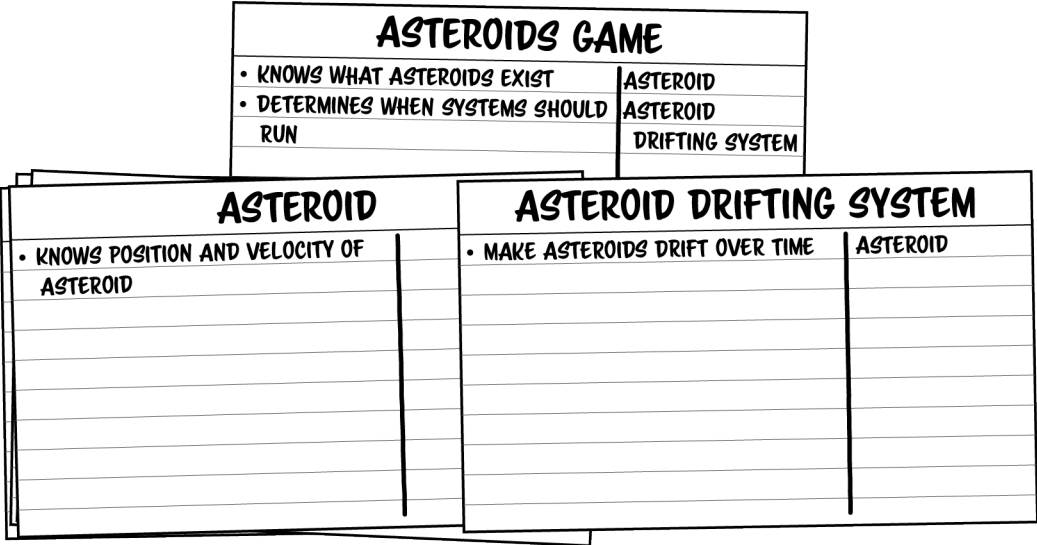 ASTEROIDS GAME
• KNOWS WHAT ASTEROIDS EXIST
ASTEROID
• DETERMINES WHEN SYSTEMS SHOULD
RUN
ASTEROID
DRIFTING SYSTEM
ASTEROID
• KNOWS POSITION AND VELOCITY OF
ASTEROID
ASTEROID DRIFTING SYSTEM
• MAKE ASTEROIDS DRIFT OVER TIME
ASTEROID